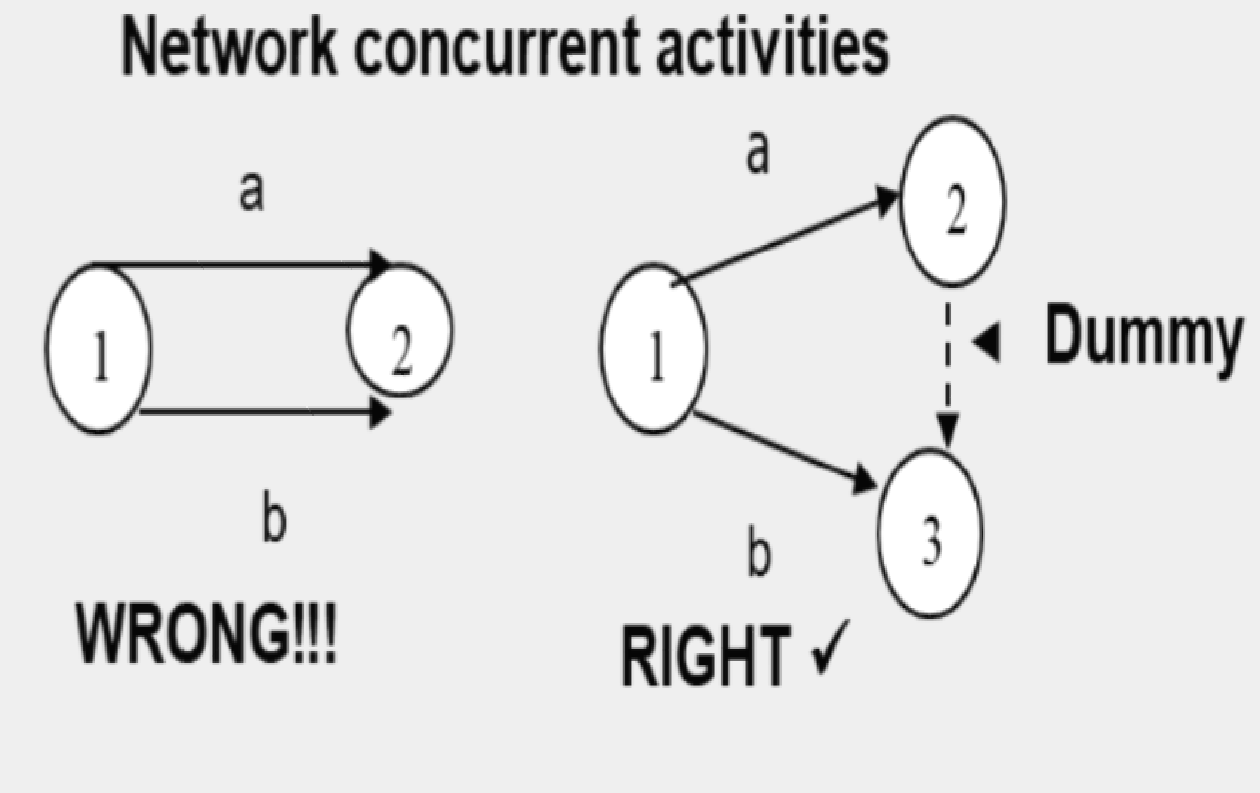 Network concurrent activities
a
a
2
1
2
1
Dummy
b
b
3
WRONG!!!
RIGHT ✓